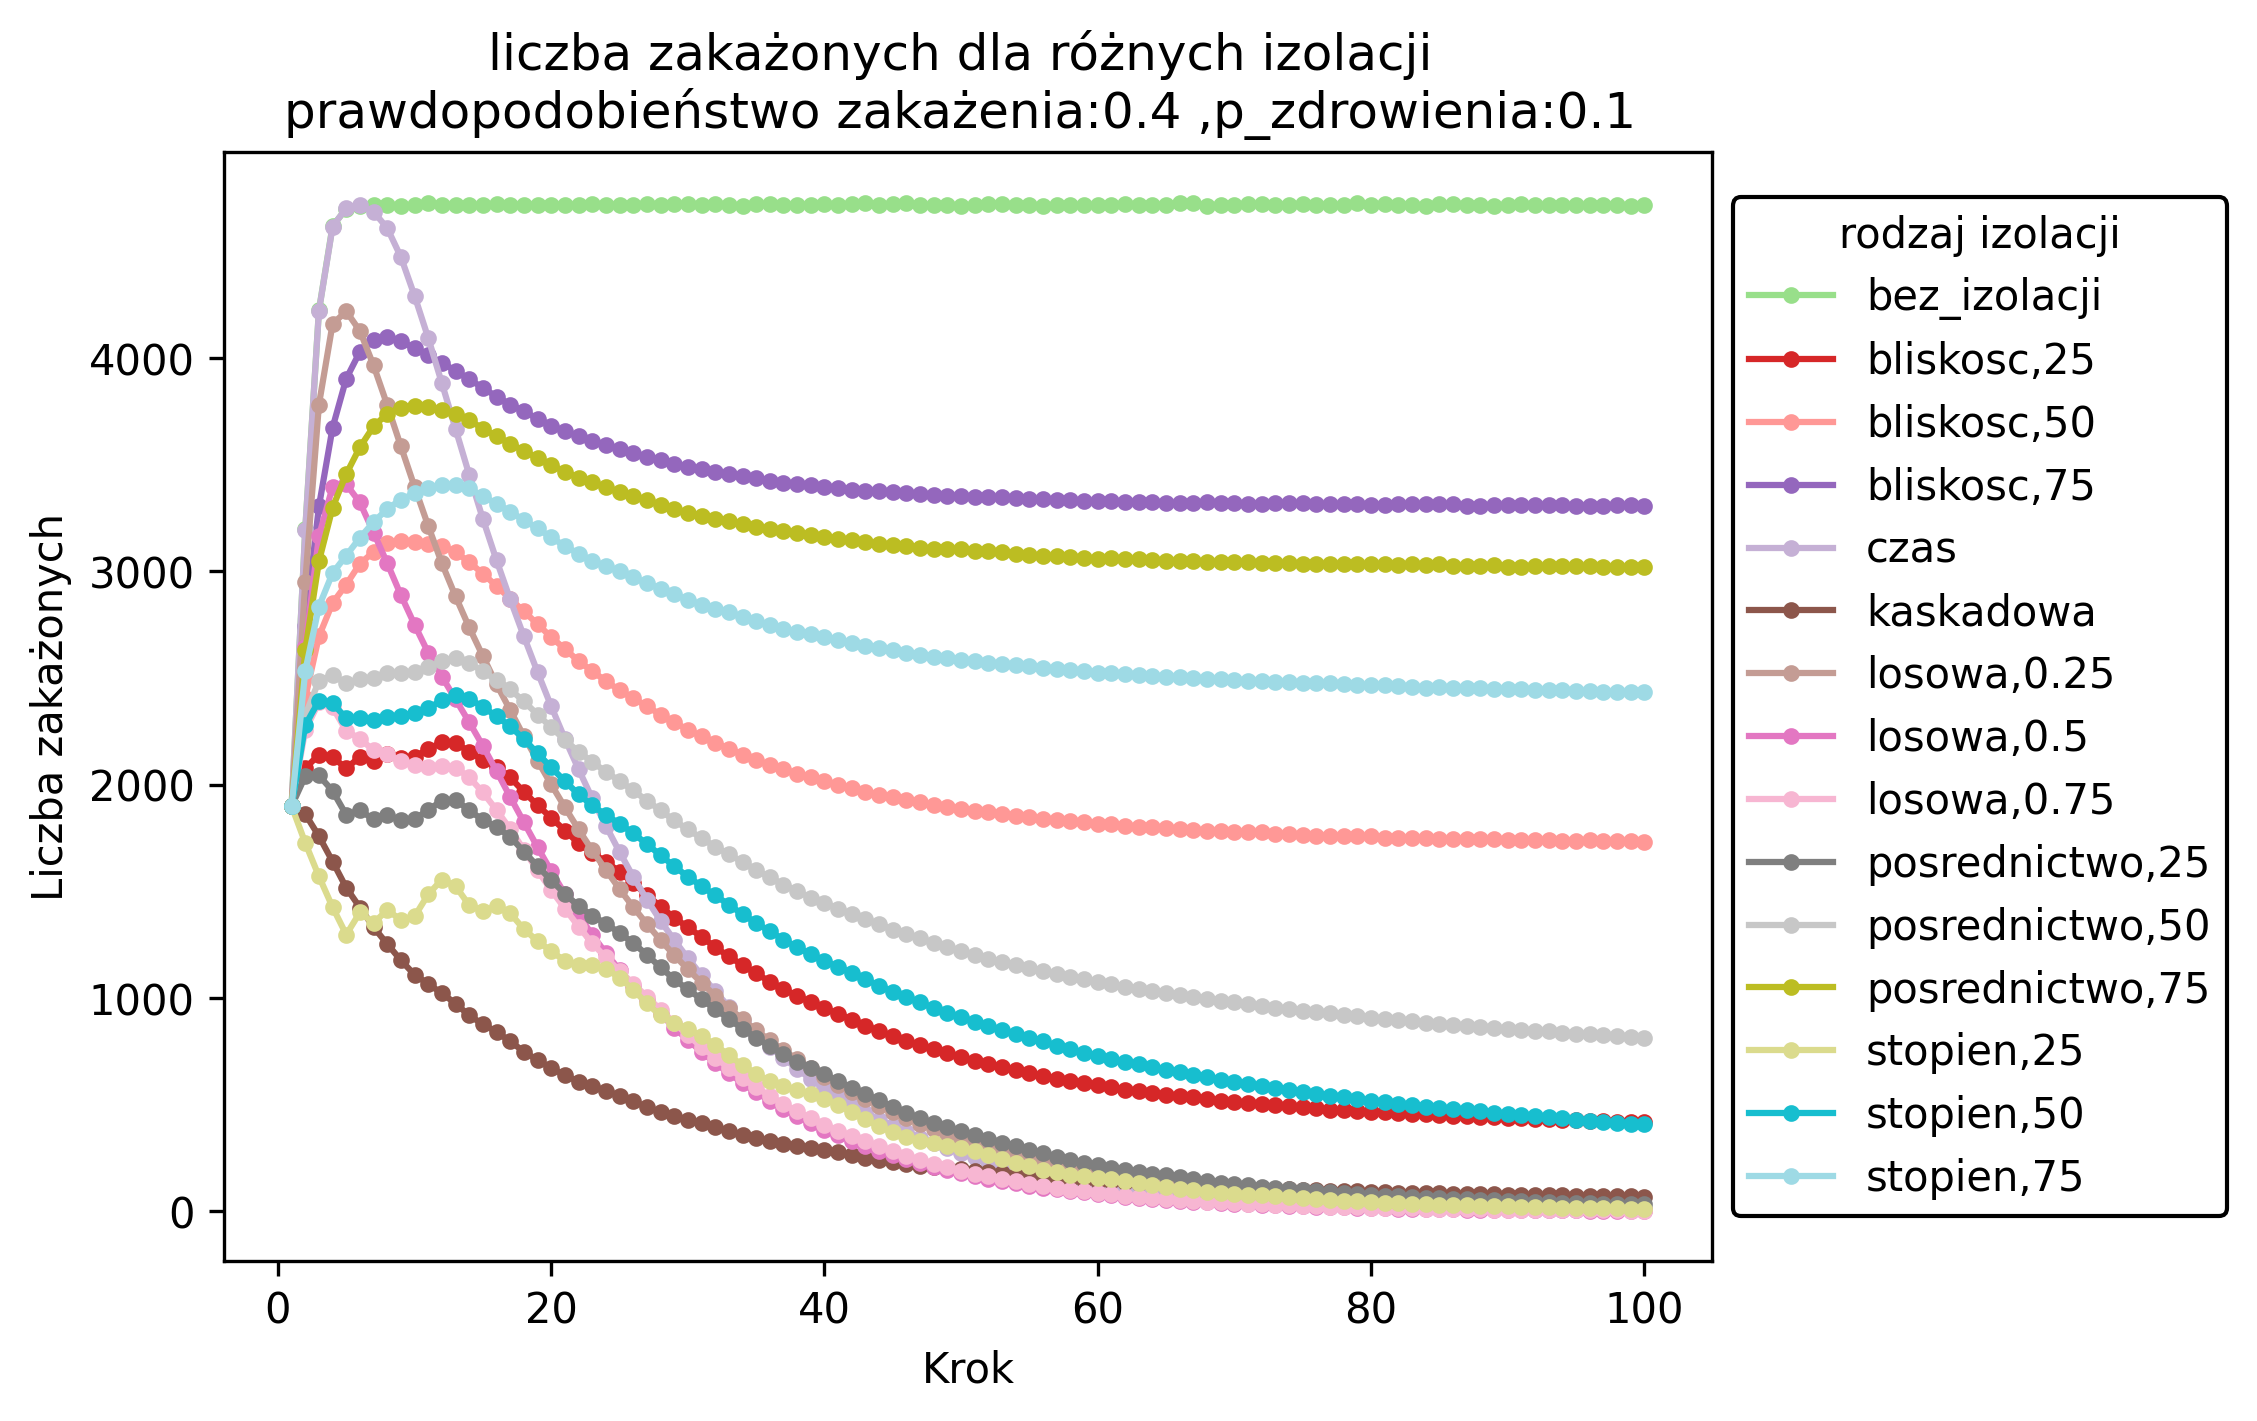 liczba zakażonych dla różnych izolacji
prawdopodobieństwo zakażenia:0.4 ,p_zdrowienia:0.1
Liczba zakażonych
4000
3000
2000
1000
0
0 20 40 60 80 100
Krok
rodzaj izolacji
bez_izolacji
bliskosc,25
bliskosc,50
bliskosc,75
czas
kaskadowa
losowa,0.25
losowa,0.5
losowa,0.75
posrednictwo,25
posrednictwo,50
posrednictwo,75
stopien,25
stopien,50
stopien,75